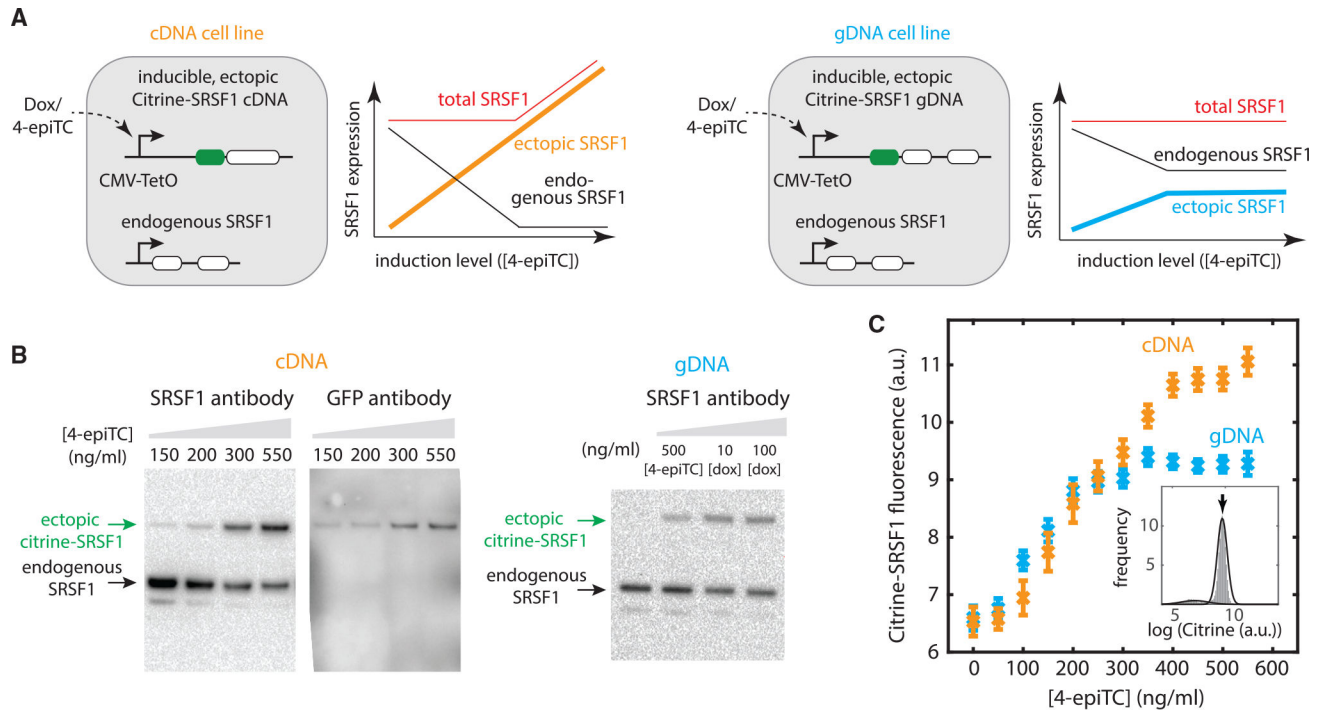 A
cDNA cell line
inducible, ectopic
Citrine-SRSF1 cDNA
Dox/
4-epiTC
CMV-TetO
endogenous SRSF1
SRSF1 expression
total SRSF1
ectopic SRSF1
endo-
genous SRSF1
induction level ([4-epiTC])
gDNA cell line
inducible, ectopic
Citrine-SRSF1 gDNA
Dox/
4-epiTC
CMV-TetO
endogenous SRSF1
SRSF1 expression
total SRSF1
endogenous SRSF1
ectopic SRSF1
induction level ([4-epiTC])
B
cDNA
SRSF1 antibody GFP antibody
[4-epiTC]
(ng/ml)
150 200 300 550 150 200 300 550
ectopic
citrine-SRSF1
endogenous
SRSF1
gDNA
SRSF1 antibody
(ng/ml) 500 10 100
[4-epiTC] [dox] [dox]
ectopic
citrine-SRSF1
endogenous
SRSF1
C
Citrine-SRSF1 fluorescence (a.u.)
11
10
9
8
7
6
cDNA
gDNA
frequency
10
5
5 10
log (Citrine (a.u.))
0 100 200 300 400 500 600
[4-epiTC] (ng/ml)